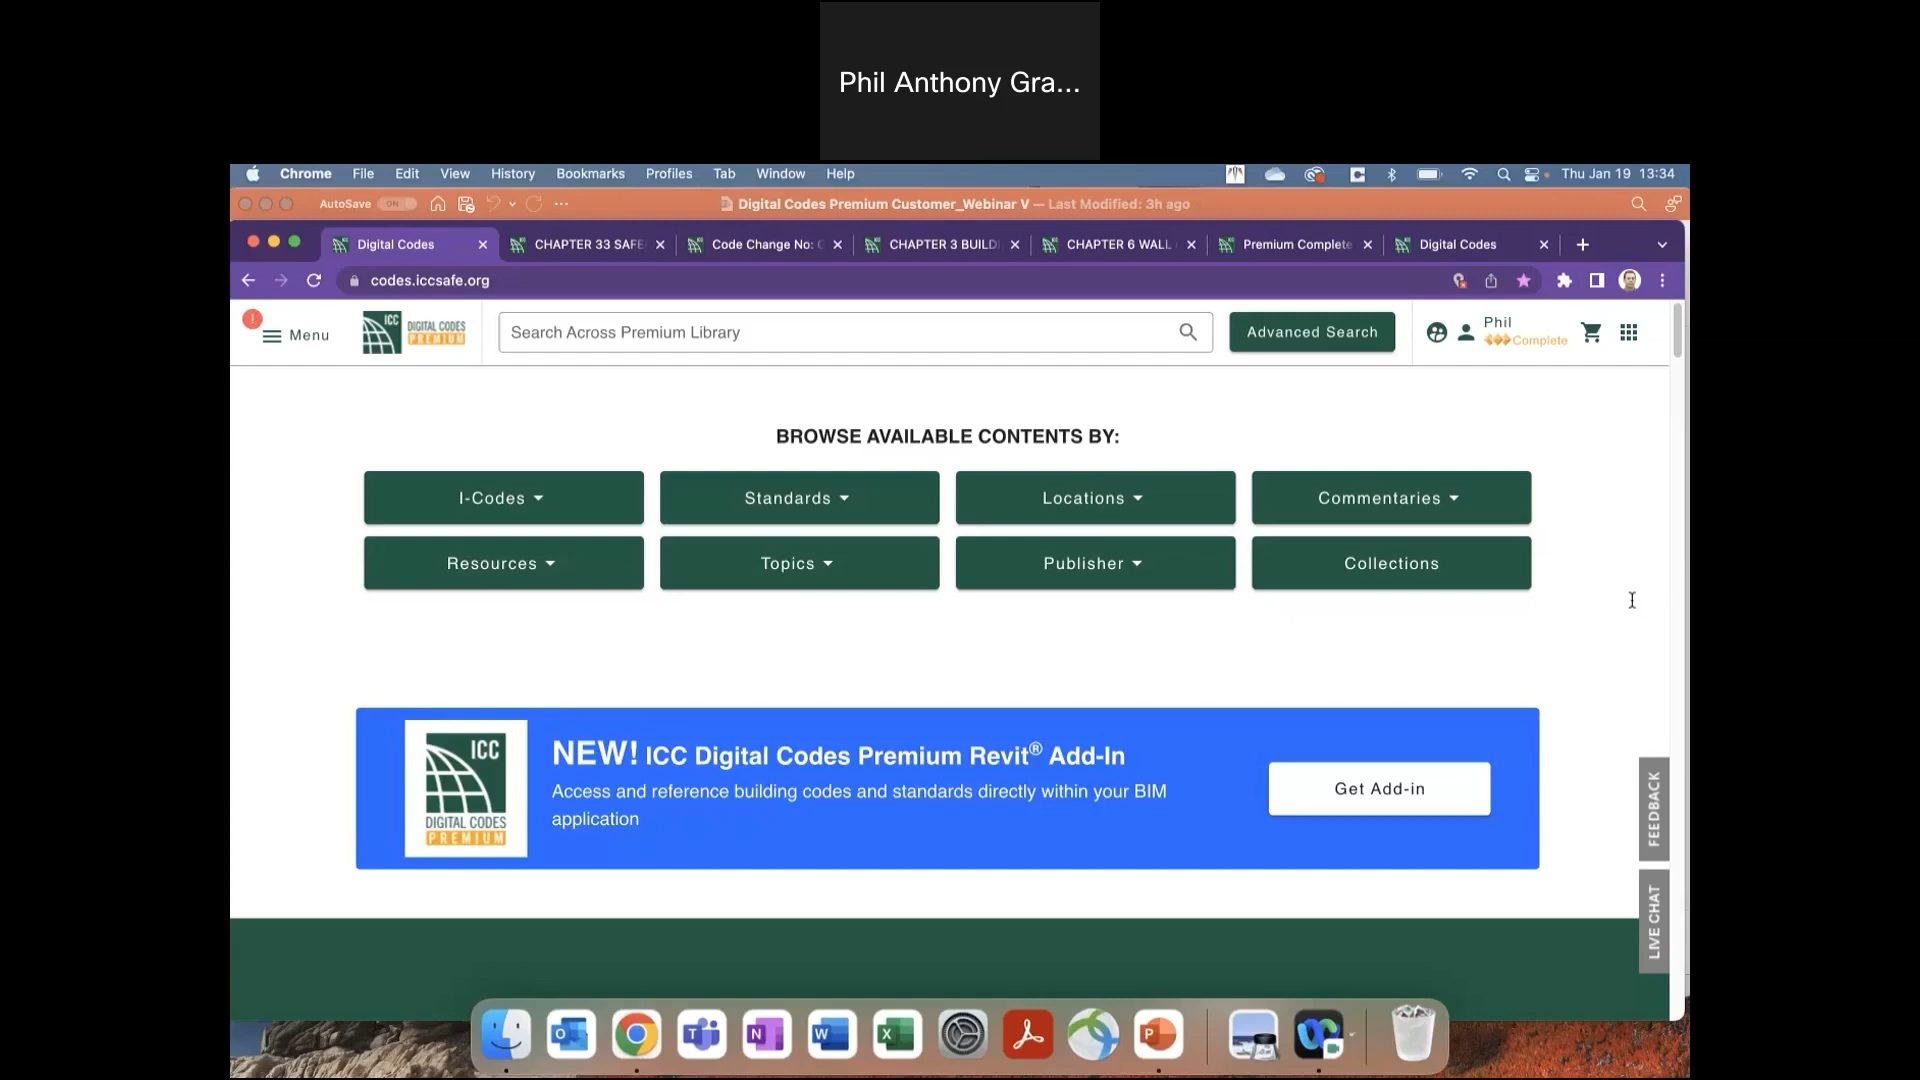 Phil Anthony Gra...
Chrome File Edit View History Bookmarks Profiles Tab Window Help Thu Jan 19 13:34
AutoSave ON Digital Codes Premium Customer_Webinar V — Last Modified: 3h ago
Digital Codes CHAPTER 33 SAFE Code Change No: G CHAPTER 3 BUILD CHAPTER 6 WALL Premium Complete Digital Codes
codes.iccsafe.org
Menu ICC DIGITAL CODES PREMIUM Search Across Premium Library Advanced Search Phil Complete
BROWSE AVAILABLE CONTENTS BY:
I-Codes Standards Locations Commentaries
Resources Topics Publisher Collections
ICC
DIGITAL CODES
PREMIUM
NEW! ICC Digital Codes Premium Revit® Add-In
Access and reference building codes and standards directly within your BIM
application
Get Add-in
FEEDBACK
LIVE CHAT